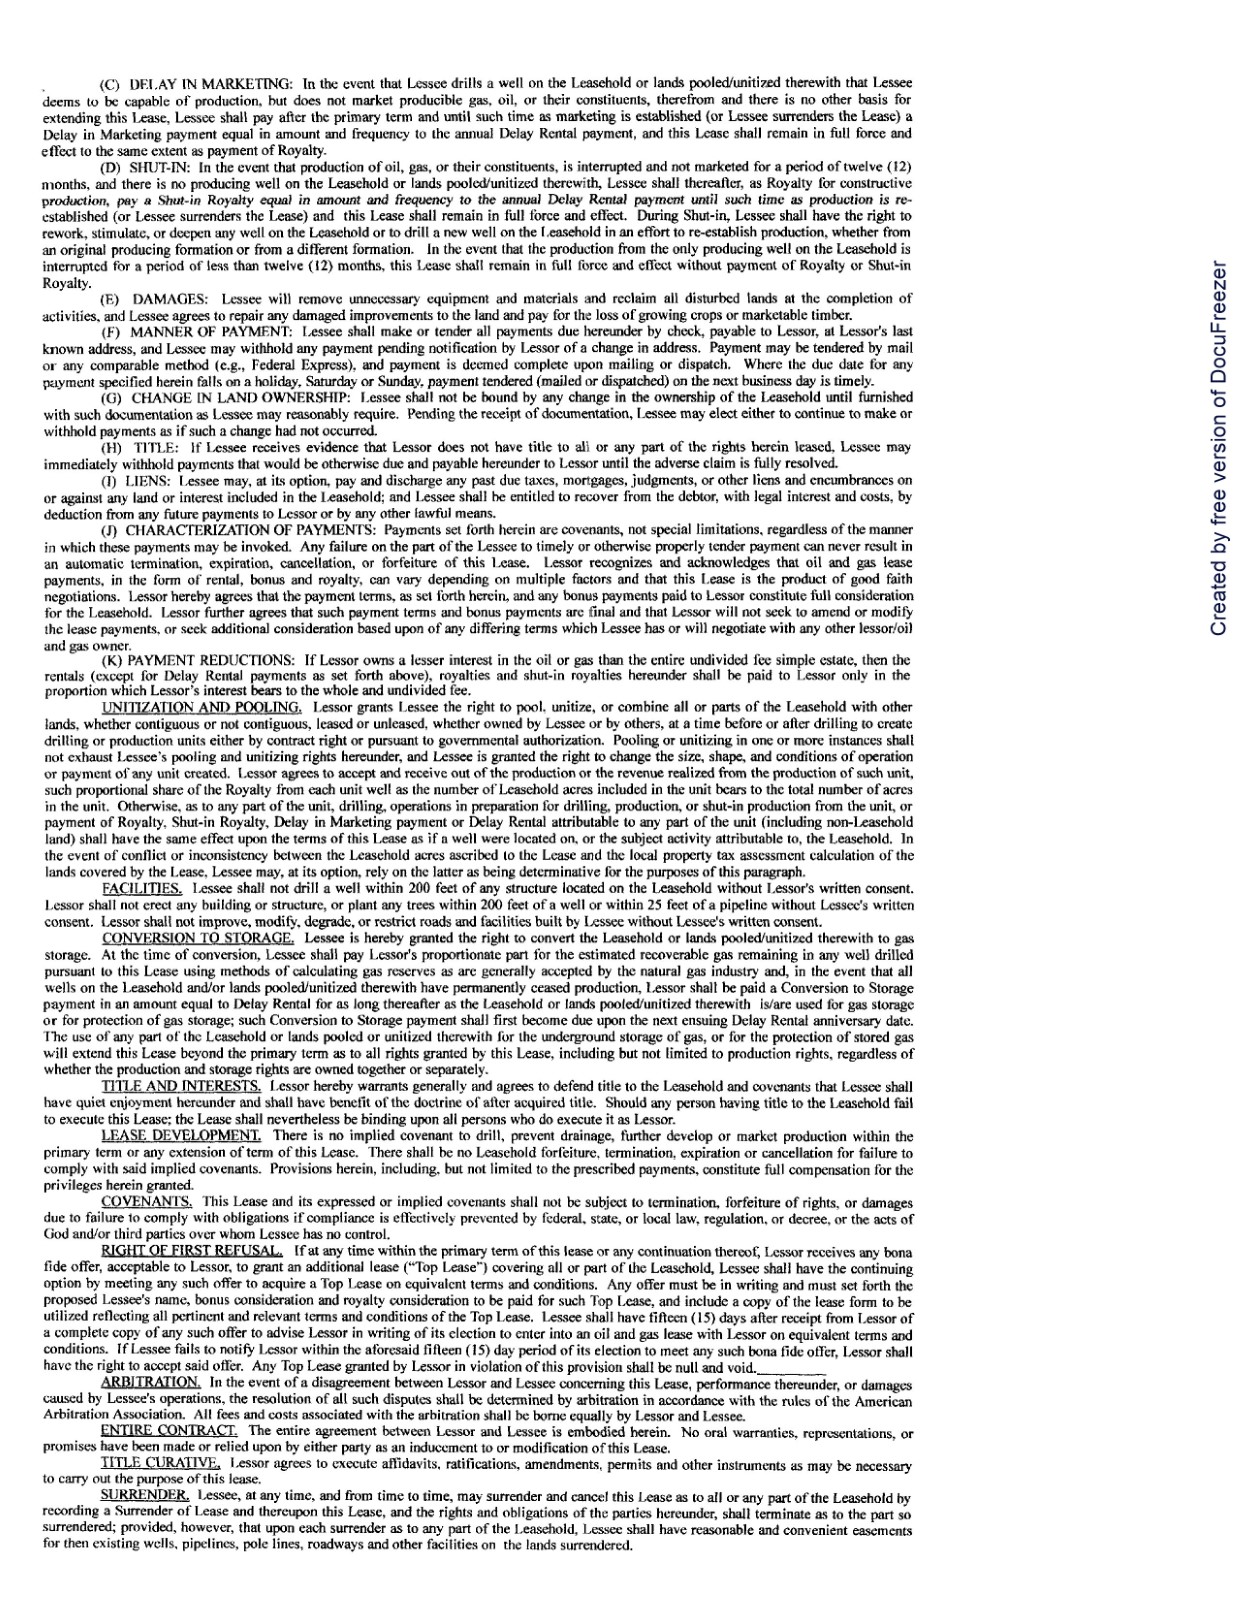 (C) DELAY IN MARKETING: In the event that Lessee drills a well on the Leasehold or lands pooled/unitized therewith that Lessee
deems to be capable of production, but does not market producible gas, oil, or their constituents, therefrom and there is no other basis for
extending this Lease, Lessee shall pay after the primary term and until such time as marketing is established (or Lessee surrenders the Lease) a
Delay in Marketing payment equal in amount and frequency to the annual Delay Rental payment, and this Lease shall remain in full force and
effect to the same extent as payment of Royalty.
(D) SHUT-IN: In the event that production of oil, gas, or their constituents, is interrupted and not marketed for a period of twelve (12)
months, and there is no producing well on the Leasehold or lands pooled/unitized therewith, Lessee shall thereafter, as Royalty for constructive
production, pay a Shut-in Royalty equal in amount and frequency to the annual Delay Rental payment until such time as production is re-
established (or Lessee surrenders the Lease) and this Lease shall remain in full force and effect. During Shut-in, Lessee shall have the right to
rework, stimulate, or deepen any well on the Leasehold or to drill a new well on the Leasehold in an effort to re-establish production, whether from
an original producing formation or from a different formation. In the event that the production from the only producing well on the Leasehold is
interrupted for a period of less than twelve (12) months, this Lease shall remain in full force and effect without payment of Royalty or Shut-in
Royalty.
(E) DAMAGES: Lessee will remove unnecessary equipment and materials and reclaim all disturbed lands at the completion of
activities, and Lessee agrees to repair any damaged improvements to the land and pay for the loss of growing crops or marketable timber.
(F) MANNER OF PAYMENT: Lessee shall make or tender all payments due hereunder by check, payable to Lessor, at Lessor's last
known address, and Lessee may withhold any payment pending notification by Lessor of a change in address. Payment may be tendered by mail
or any comparable method (e.g., Federal Express), and payment is deemed complete upon mailing or dispatch. Where the due date for any
payment specified herein falls on a holiday, Saturday or Sunday, payment tendered (mailed or dispatched) on the next business day is timely.
(G) CHANGE IN LAND OWNERSHIP: Lessee shall not be bound by any change in the ownership of the Leasehold until furnished
with such documentation as Lessee may reasonably require. Pending the receipt of documentation, Lessee may elect either to continue to make or
withhold payments as if such a change had not occurred.
(H) TITLE: If Lessee receives evidence that Lessor does not have title to all or any part of the rights herein leased, Lessee may
immediately withhold payments that would be otherwise due and payable hereunder to Lessor until the adverse claim is fully resolved.
(I) LIENS: Lessee may, at its option, pay and discharge any past due taxes, mortgages, judgments, or other liens and encumbrances on
or against any land or interest included in the Leasehold; and Lessee shall be entitled to recover from the debtor, with legal interest and costs, by
deduction from any future payments to Lessor or by any other lawful means.
(J) CHARACTERIZATION OF PAYMENTS: Payments set forth herein are covenants, not special limitations, regardless of the manner
in which these payments may be invoked. Any failure on the part of the Lessee to timely or otherwise properly tender payment can never result in
an automatic termination, expiration, cancellation, or forfeiture of this Lease. Lessor recognizes and acknowledges that oil and gas lease
payments, in the form of rental, bonus and royalty, can vary depending on multiple factors and that this Lease is the product of good faith
negotiations. Lessor hereby agrees that the payment terms, as set forth herein, and any bonus payments paid to Lessor constitute full consideration
for the Leasehold. Lessor further agrees that such payment terms and bonus payments are final and that Lessor will not seek to amend or modify
the lease payments, or seek additional consideration based upon of any differing terms which Lessee has or will negotiate with any other lessor/oil
and gas owner.
(K) PAYMENT REDUCTIONS: If Lessor owns a lesser interest in the oil or gas than the entire undivided fee simple estate, then the
rentals (except for Delay Rental payments as set forth above), royalties and shut-in royalties hereunder shall be paid to Lessor only in the
proportion which Lessor's interest bears to the whole and undivided fee.
UNITIZATION AND POOLING. Lessor grants Lessee the right to pool, unitize, or combine all or parts of the Leasehold with other
lands, whether contiguous or not contiguous, leased or unleased, whether owned by Lessee or by others, at a time before or after drilling to create
drilling or production units either by contract right or pursuant to governmental authorization. Pooling or unitizing in one or more instances shall
not exhaust Lessee's pooling and unitizing rights hereunder, and Lessee is granted the right to change the size, shape, and conditions of operation
or payment of any unit created. Lessor agrees to accept and receive out of the production or the revenue realized from the production of such unit,
such proportional share of the Royalty from each unit well as the number of Leasehold acres included in the unit bears to the total number of acres
in the unit. Otherwise, as to any part of the unit, drilling, operations in preparation for drilling, production, or shut-in production from the unit, or
payment of Royalty, Shut-in Royalty, Delay in Marketing payment or Delay Rental attributable to any part of the unit (including non-Leasehold
land) shall have the same effect upon the terms of this Lease as if a well were located on, or the subject activity attributable to, the Leasehold. In
the event of conflict or inconsistency between the Leasehold acres ascribed to the Lease and the local property tax assessment calculation of the
lands covered by the Lease, Lessee may, at its option, rely on the latter as being determinative for the purposes of this paragraph.
FACILITIES. Lessee shall not drill a well within 200 feet of any structure located on the Leasehold without Lessor's written consent.
Lessor shall not erect any building or structure, or plant any trees within 200 feet of a well or within 25 feet of a pipeline without Lessee's written
consent. Lessor shall not improve, modify, degrade, or restrict roads and facilities built by Lessee without Lessee's written consent.
CONVERSION TO STORAGE. Lessee is hereby granted the right to convert the Leasehold or lands pooled/unitized therewith to gas
storage. At the time of conversion, Lessee shall pay Lessor's proportionate part for the estimated recoverable gas remaining in any well drilled
pursuant to this Lease using methods of calculating gas reserves as are generally accepted by the natural gas industry and, in the event that all
wells on the Leasehold and/or lands pooled/unitized therewith have permanently ceased production, Lessor shall be paid a Conversion to Storage
payment in an amount equal to Delay Rental for as long thereafter as the Leasehold or lands pooled/unitized therewith is/are used for gas storage
or for protection of gas storage; such Conversion to Storage payment shall first become due upon the next ensuing Delay Rental anniversary date.
The use of any part of the Leasehold or lands pooled or unitized therewith for the underground storage of gas, or for the protection of stored gas
will extend this Lease beyond the primary term as to all rights granted by this Lease, including but not limited to production rights, regardless of
whether the production and storage rights are owned together or separately.
TITLE AND INTERESTS. Lessor hereby warrants generally and agrees to defend title to the Leasehold and covenants that Lessee shall
have quiet enjoyment hereunder and shall have benefit of the doctrine of after acquired title. Should any person having title to the Leasehold fail
to execute this Lease; the Lease shall nevertheless be binding upon all persons who do execute it as Lessor.
LEASE DEVELOPMENT. There is no implied covenant to drill, prevent drainage, further develop or market production within the
primary term or any extension of term of this Lease. There shall be no Leasehold forfeiture, termination, expiration or cancellation for failure to
comply with said implied covenants. Provisions herein, including, but not limited to the prescribed payments, constitute full compensation for the
privileges herein granted.
COVENANTS. This Lease and its expressed or implied covenants shall not be subject to termination, forfeiture of rights, or damages
due to failure to comply with obligations if compliance is effectively prevented by federal, state, or local law, regulation, or decree, or the acts of
God and/or third parties over whom Lessee has no control.
RIGHT OF FIRST REFUSAL. If at any time within the primary term of this lease or any continuation thereof, Lessor receives any bona
fide offer, acceptable to Lessor, to grant an additional lease ("Top Lease") covering all or part of the Leasehold, Lessee shall have the continuing
option by meeting any such offer to acquire a Top Lease on equivalent terms and conditions. Any offer must be in writing and must set forth the
proposed Lessee's name, bonus consideration and royalty consideration to be paid for such Top Lease, and include a copy of the lease form to be
utilized reflecting all pertinent and relevant terms and conditions of the Top Lease. Lessee shall have fifteen (15) days after receipt from Lessor of
a complete copy of any such offer to advise Lessor in writing of its election to enter into an oil and gas lease with Lessor on equivalent terms and
conditions. If Lessee fails to notify Lessor within the aforesaid fifteen (15) day period of its election to meet any such bona fide offer, Lessor shall
have the right to accept said offer. Any Top Lease granted by Lessor in violation of this provision shall be null and void.__________
ARBITRATION. In the event of a disagreement between Lessor and Lessee concerning this Lease, performance thereunder, or damages
caused by Lessee's operations, the resolution of all such disputes shall be determined by arbitration in accordance with the rules of the American
Arbitration Association. All fees and costs associated with the arbitration shall be borne equally by Lessor and Lessee.
ENTIRE CONTRACT. The entire agreement between Lessor and Lessee is embodied herein. No oral warranties, representations, or
promises have been made or relied upon by either party as an inducement to or modification of this Lease.
TITLE CURATIVE. Lessor agrees to execute affidavits, ratifications, amendments, permits and other instruments as may be necessary
to carry out the purpose of this lease.
SURRENDER. Lessee, at any time, and from time to time, may surrender and cancel this Lease as to all or any part of the Leasehold by
recording a Surrender of Lease and thereupon this Lease, and the rights and obligations of the parties hereunder, shall terminate as to the part so
surrendered; provided, however, that upon each surrender as to any part of the Leasehold, Lessee shall have reasonable and convenient easements
for then existing wells, pipelines, pole lines, roadways and other facilities on the lands surrendered.
Created by free version of DocuFreezer